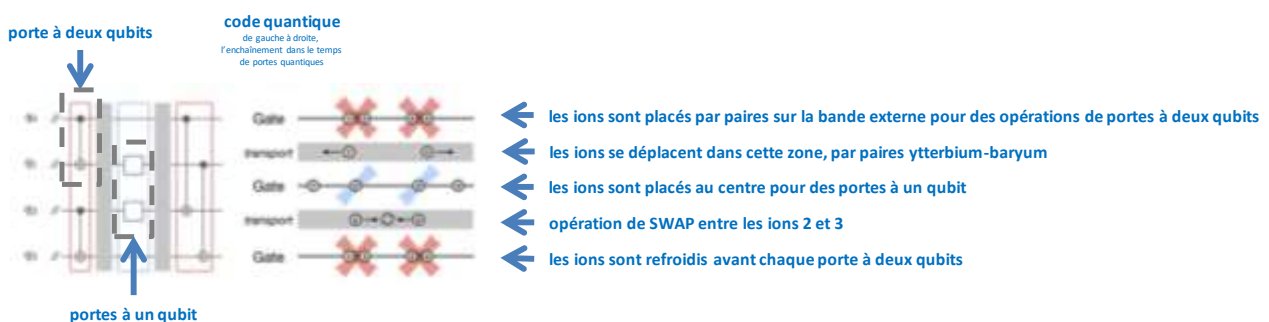 porte à deux qubits
code quantique
de gauche à droite,
l'enchaînement dans le temps
de portes quantiques
Gate
les ions sont placés par paires sur la bande externe pour des opérations de portes à deux qubits
transport
les ions se déplacent dans cette zone, par paires ytterbium-baryum
Gate
les ions sont placés au centre pour des portes à un qubit
transport
opération de SWAP entre les ions 2 et 3
Gate
les ions sont refroidis avant chaque porte à deux qubits
portes à un qubit